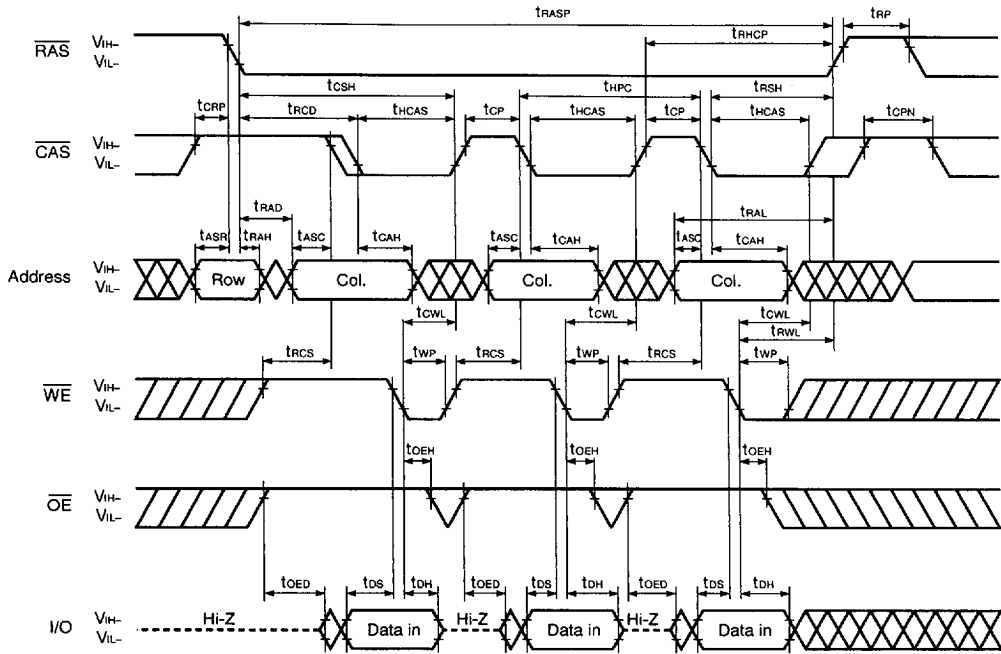 tRASP tRP
RAS VIH– tRHCP
VIL–
tCSH tHPC tRSH
tCRP tRCD tHCAS tCP tHCAS tCP tHCAS tCPN
CAS VIH–
VIL–
tRAD tRAL
tASR tRAH tASC tCAH tASC tCAH tASC tCAH
Address VIH– Row Col. Col. Col.
VIL–
tCWL tCWL tCWL
tRWL
tRCS tWP tRCS tWP tRCS tWP
WE VIH–
VIL–
tOEH tOEH tOEH
OE VIH–
VIL–
tOED tDS tDH tOED tDS tDH tOED tDS tDH
I/O VIH– Hi-Z Data in Hi-Z Data in Hi-Z Data in
VIL–